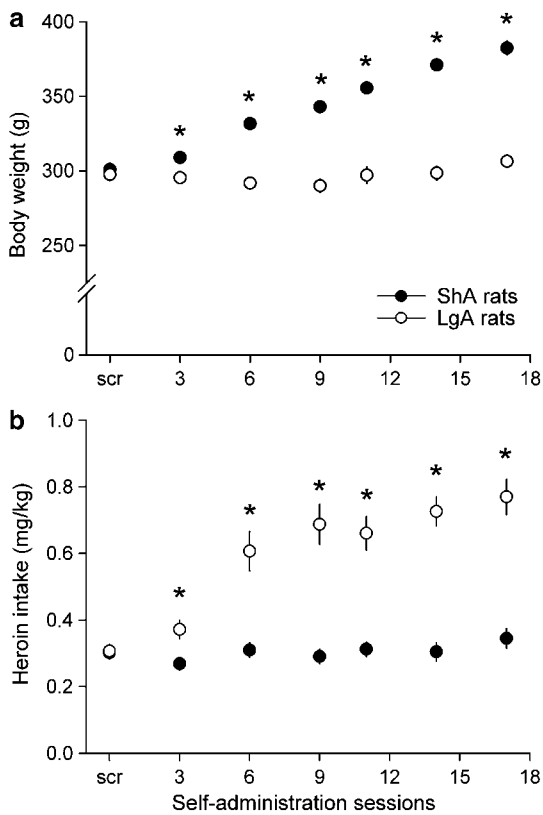 a
400
350
300
250
0
Body weight (g)
* * * * * *
ShA rats
LgA rats
scr 3 6 9 12 15 18
b
1.0
0.8
0.6
0.4
0.2
0.0
Heroin intake (mg/kg)
* * * * * *
scr 3 6 9 12 15 18
Self-administration sessions